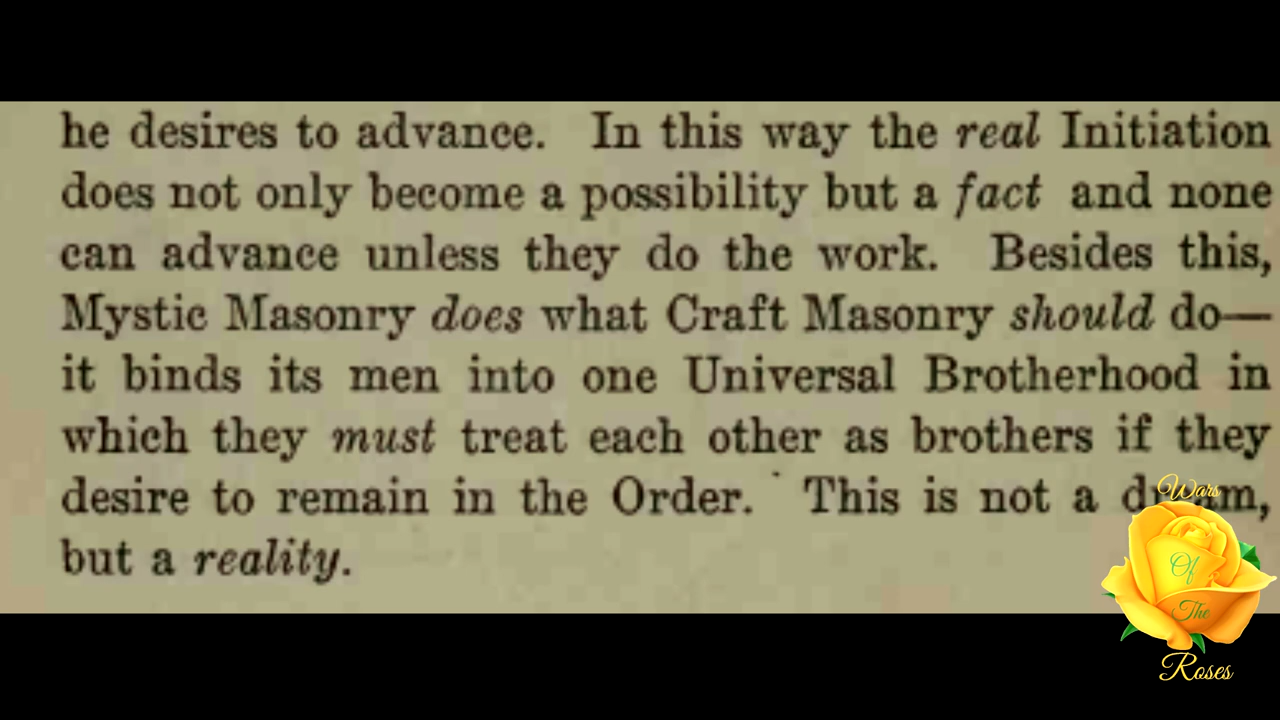 he desires to advance. In this way the real Initiation
does not only become a possibility but a fact and none
can advance unless they do the work. Besides this,
Mystic Masonry does what Craft Masonry should do—
it binds its men into one Universal Brotherhood in
which they must treat each other as brothers if they
desire to remain in the Order. This is not a
but a reality.
Wars
Of
The
Roses